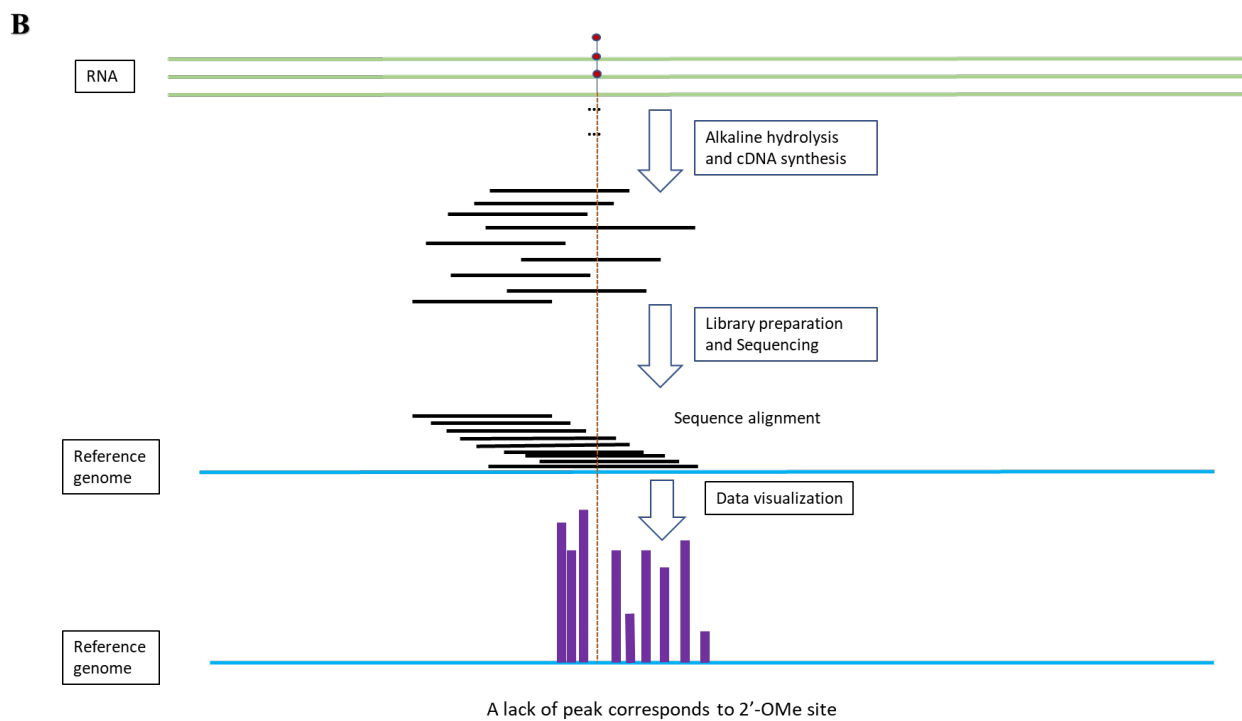 B
RNA
...
...
Alkaline hydrolysis
and cDNA synthesis
Library preparation
and Sequencing
Sequence alignment
Reference
genome
Data visualization
Reference
genome
A lack of peak corresponds to 2’-OMe site